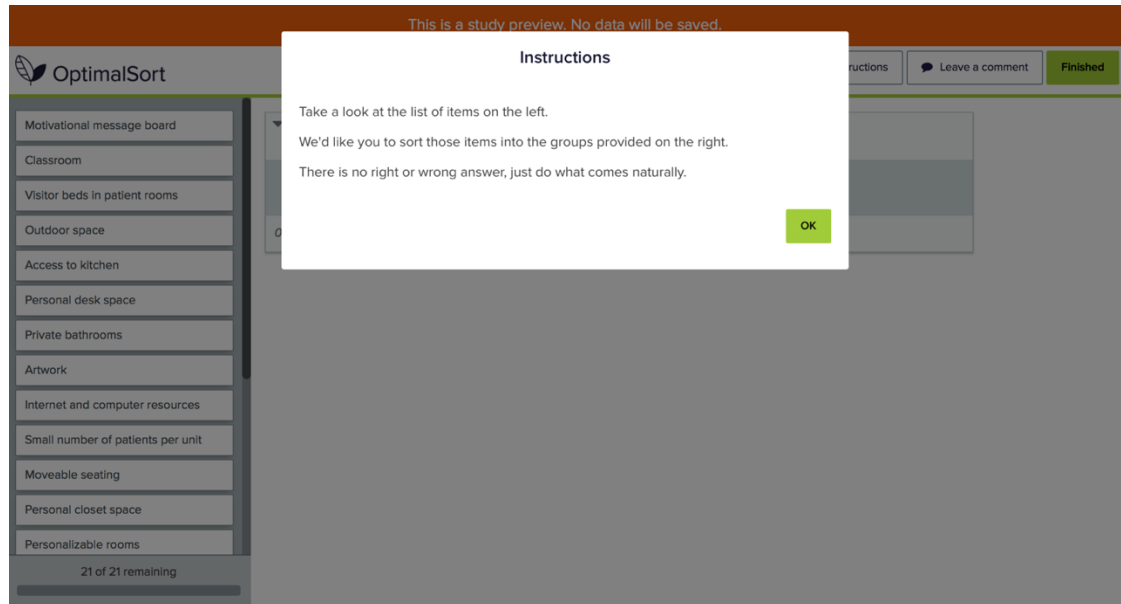 This is a study preview. No data will be saved.
OptimalSort
Instructions
Leave a comment
Finished
Take a look at the list of items on the left.
We'd like you to sort those items into the groups provided on the right.
There is no right or wrong answer, just do what comes naturally.
OK
Motivational message board
Classroom
Visitor beds in patient rooms
Outdoor space
Access to kitchen
Personal desk space
Private bathrooms
Artwork
Internet and computer resources
Small number of patients per unit
Moveable seating
Personal closet space
Personalizable rooms
21 of 21 remaining